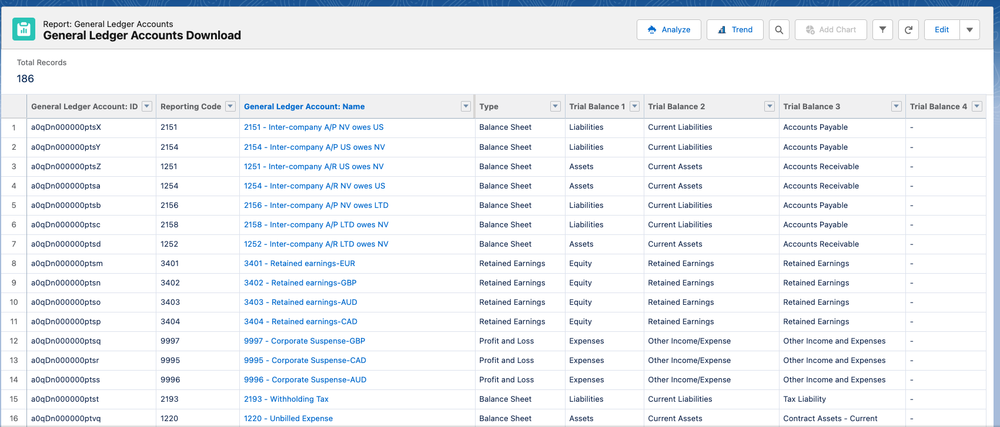 Report: General Ledger Accounts
General Ledger Accounts Download
Analyze Trend Add Chart Edit
Total Records
186
General Ledger Account: ID Reporting Code General Ledger Account: Name Type Trial Balance 1 Trial Balance 2 Trial Balance 3 Trial Balance 4
1 a0qDn000000ptsX 2151 2151 - Inter-company A/P NV owes US Balance Sheet Liabilities Current Liabilities Accounts Payable -
2 a0qDn000000ptsY 2154 2154 - Inter-company A/P US owes NV Balance Sheet Liabilities Current Liabilities Accounts Payable -
3 a0qDn000000ptsZ 1251 1251 - Inter-company A/R US owes NV Balance Sheet Assets Current Assets Accounts Receivable -
4 a0qDn000000ptsa 1254 1254 - Inter-company A/R NV owes US Balance Sheet Assets Current Assets Accounts Receivable -
5 a0qDn000000ptsb 2156 2156 - Inter-company A/P NV owes LTD Balance Sheet Liabilities Current Liabilities Accounts Payable -
6 a0qDn000000ptsc 2158 2158 - Inter-company A/P LTD owes NV Balance Sheet Liabilities Current Liabilities Accounts Payable -
7 a0qDn000000ptsd 1252 1252 - Inter-company A/R LTD owes NV Balance Sheet Assets Current Assets Accounts Receivable -
8 a0qDn000000ptsm 3401 3401 - Retained earnings-EUR Retained Earnings Equity Retained Earnings Retained Earnings -
9 a0qDn000000ptsn 3402 3402 - Retained earnings-GBP Retained Earnings Equity Retained Earnings Retained Earnings -
10 a0qDn000000ptso 3403 3403 - Retained earnings-AUD Retained Earnings Equity Retained Earnings Retained Earnings -
11 a0qDn000000ptsp 3404 3404 - Retained earnings-CAD Retained Earnings Equity Retained Earnings Retained Earnings -
12 a0qDn000000ptsq 9997 9997 - Corporate Suspense-GBP Profit and Loss Expenses Other Income/Expense Other Income and Expenses -
13 a0qDn000000ptsr 9995 9995 - Corporate Suspense-CAD Profit and Loss Expenses Other Income/Expense Other Income and Expenses -
14 a0qDn000000ptss 9996 9996 - Corporate Suspense-AUD Profit and Loss Expenses Other Income/Expense Other Income and Expenses -
15 a0qDn000000ptst 2193 2193 - Withholding Tax Balance Sheet Liabilities Current Liabilities Tax Liability -
16 a0qDn000000ptvq 1220 1220 - Unbilled Expense Balance Sheet Assets Current Assets Contract Assets - Current -